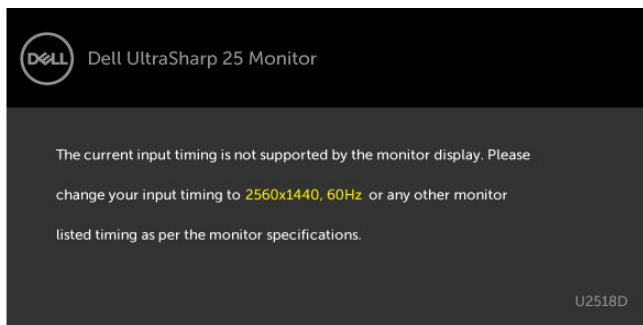 DELL
Dell UltraSharp 25 Monitor
The current input timing is not supported by the monitor display. Please
change your input timing to 2560x1440, 60Hz or any other monitor
listed timing as per the monitor specifications.
U2518D